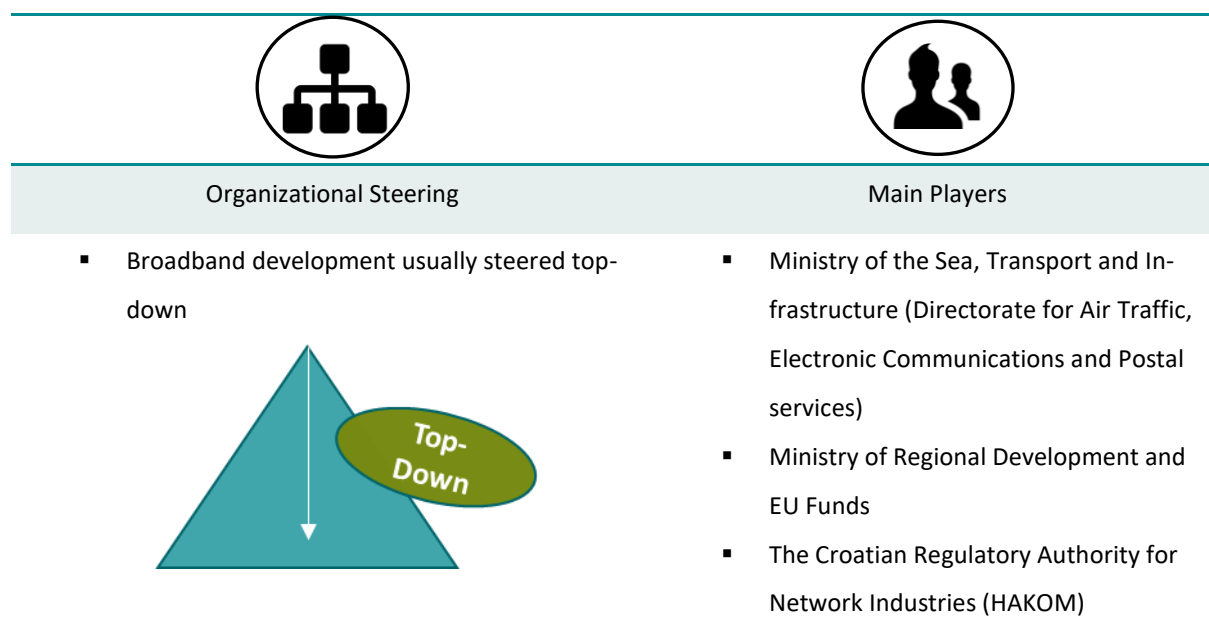 Organizational Steering
Main Players
▪ Broadband development usually steered top-
down
Top-
Down
▪ Ministry of the Sea, Transport and In-
frastructure (Directorate for Air Traffic,
Electronic Communications and Postal
services)
▪ Ministry of Regional Development and
EU Funds
▪ The Croatian Regulatory Authority for
Network Industries (HAKOM)